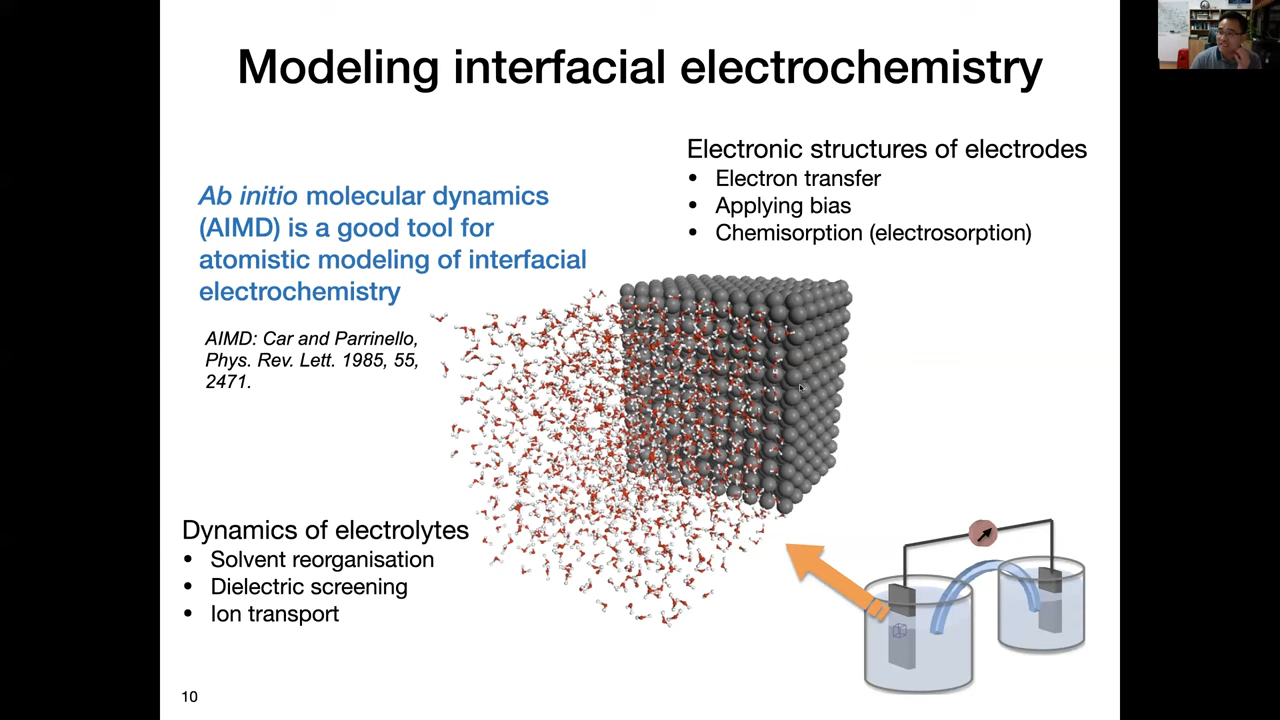 Modeling interfacial electrochemistry
Electronic structures of electrodes
• Electron transfer
• Applying bias
• Chemisorption (electrosorption)
Ab initio molecular dynamics
(AIMD) is a good tool for
atomistic modeling of interfacial
electrochemistry
AIMD: Car and Parrinello,
Phys. Rev. Lett. 1985, 55,
2471.
Dynamics of electrolytes
• Solvent reorganisation
• Dielectric screening
• Ion transport
10